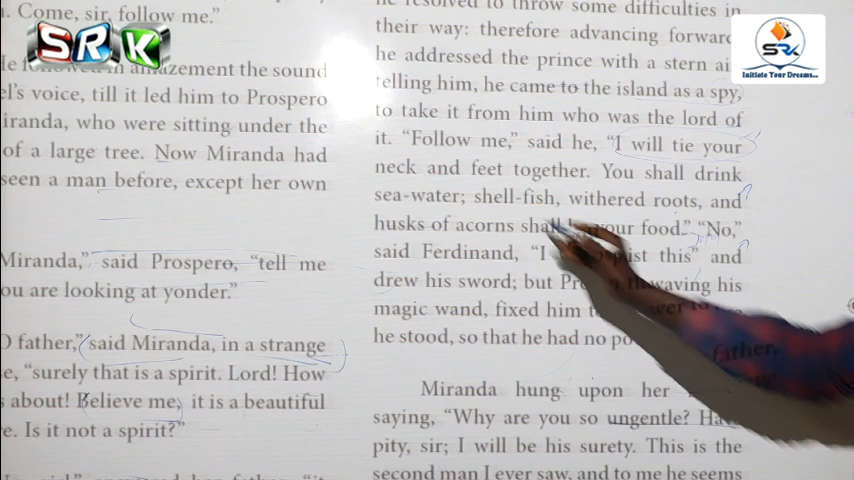 . Come, sir, follow me."
He followed in amazement the sound
el's voice, till it led him to Prospero
iranda, who were sitting under the
of a large tree. Now Miranda had
seen a man before, except her own
Miranda," said Prospero, "tell me
ou are looking at yonder."
O father," said Miranda, in a strange
e, "surely that is a spirit. Lord! How
s about! Believe me, it is a beautiful
e. Is it not a spirit?"
he resolved to throw some difficulties in
their way: therefore advancing forward
he addressed the prince with a stern ai
telling him, he came to the island as a spy,
to take it from him who was the lord of
it. "Follow me," said he, "I will tie your
neck and feet together. You shall drink
sea-water; shell-fish, withered roots, and
husks of acorns shall your food." "No,"
said Ferdinand, "I this" and
drew his sword; but waving his
magic wand, fixed him
he stood, so that he had no
father,
Miranda hung upon her
saying, "Why are you so ungentle? Have
pity, sir; I will be his surety. This is the
second man I ever saw, and to me he seems
SRK
SRK
Initiate Your Dreams...